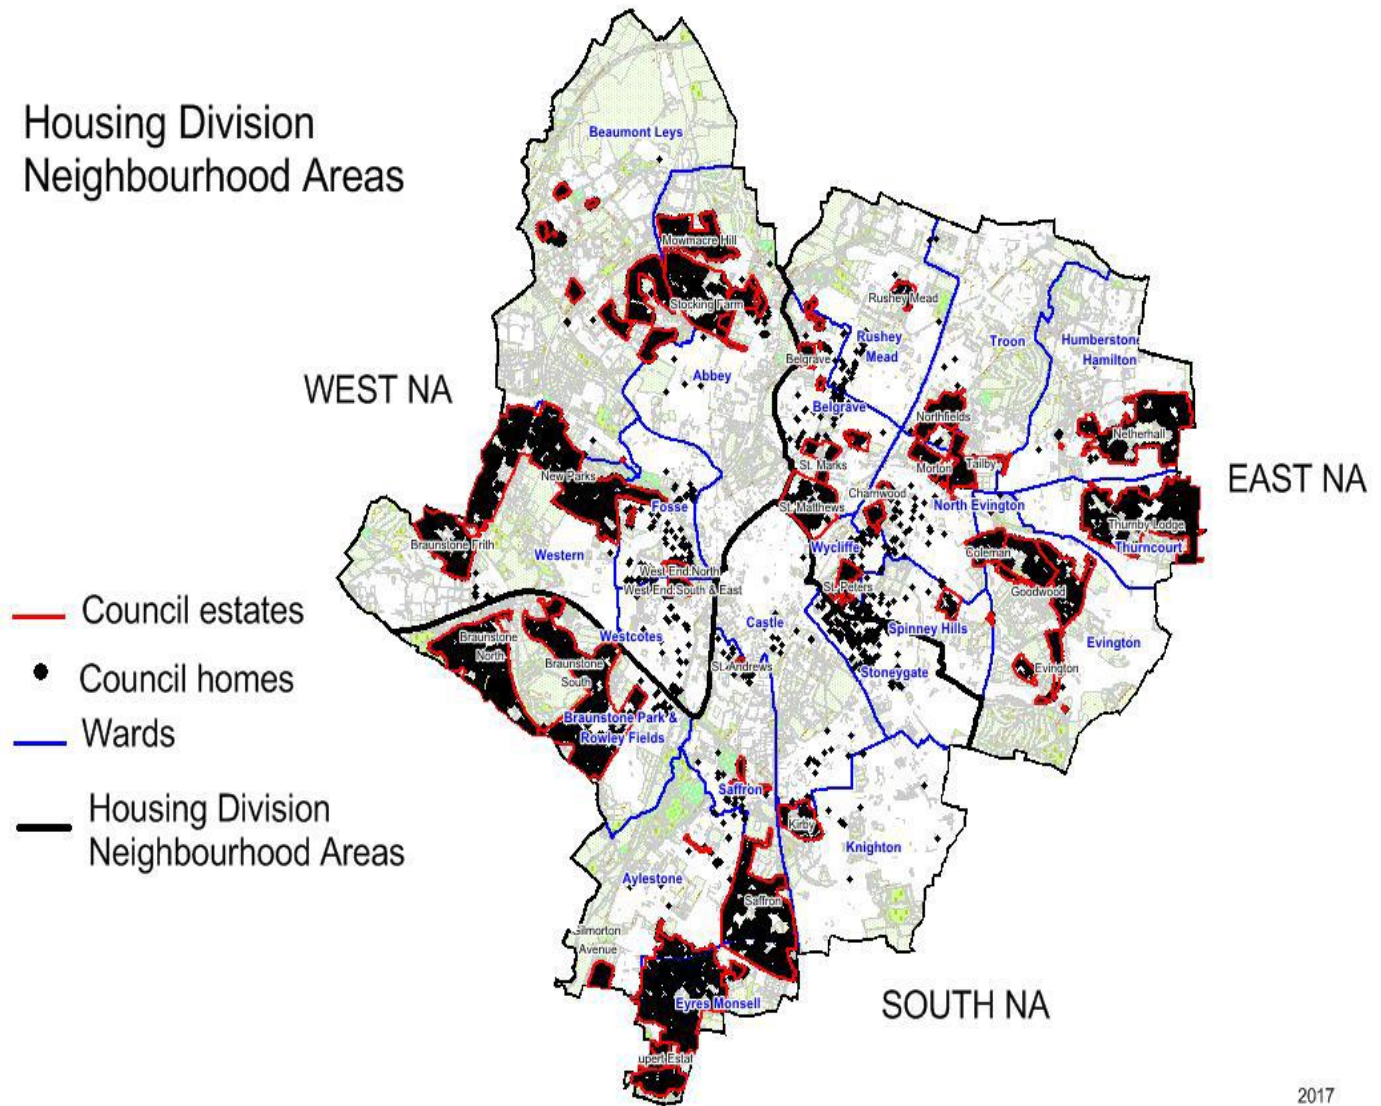 Housing Division
Neighbourhood Areas
Beaumont Leys
Mowmacre Hill
Stocking Farm
Rushey Mead
Rushey
Mead
Troon
Humberstone
Hamilton
WEST NA
Abbey
Belgrave
Belgrave
Northfields
Netherhall
New Parks
St. Marks
Morton
Tailby
EAST NA
Charnwood
Fosse
St. Matthews
North Evington
Thurnby Lodge
Braunstone Frith
Western
Wycliffe
Coleman
Thurncourt
West End North
West End South & East
St. Peters
Goodwood
Council estates
Castle
Spinney Hills
Evington
Braunstone
North
Westcotes
Braunstone
South
St. Andrews
Stoneygate
Evington
Council homes
Braunstone Park &
Rowley Fields
Wards
Saffron
Kirby
Knighton
Housing Division
Neighbourhood Areas
Aylestone
Saffron
Gilmorton
Avenue
Eyres Monsell
SOUTH NA
upert Estat
2017